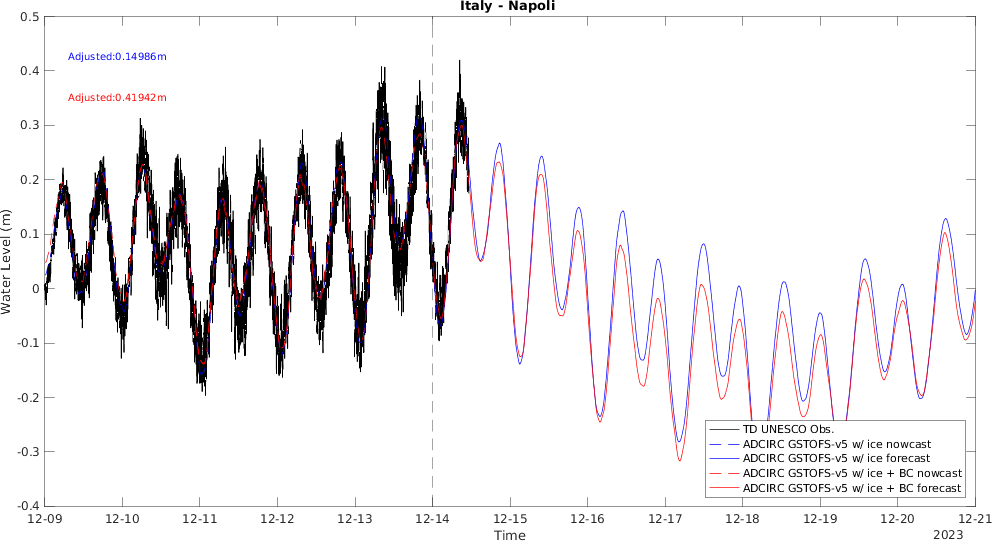 Italy - Napoli
0.5
0.4
0.3
0.2
0.1
0
-0.1
-0.2
-0.3
-0.4
Water Level (m)
Adjusted:0.14986m
Adjusted:0.41942m
TD UNESCO Obs.
ADCIRC GSTOFS-v5 w/ ice nowcast
ADCIRC GSTOFS-v5 w/ ice forecast
ADCIRC GSTOFS-v5 w/ ice + BC nowcast
ADCIRC GSTOFS-v5 w/ ice + BC forecast
12-09 12-10 12-11 12-12 12-13 12-14 12-15 12-16 12-17 12-18 12-19 12-20 12-21
Time
2023